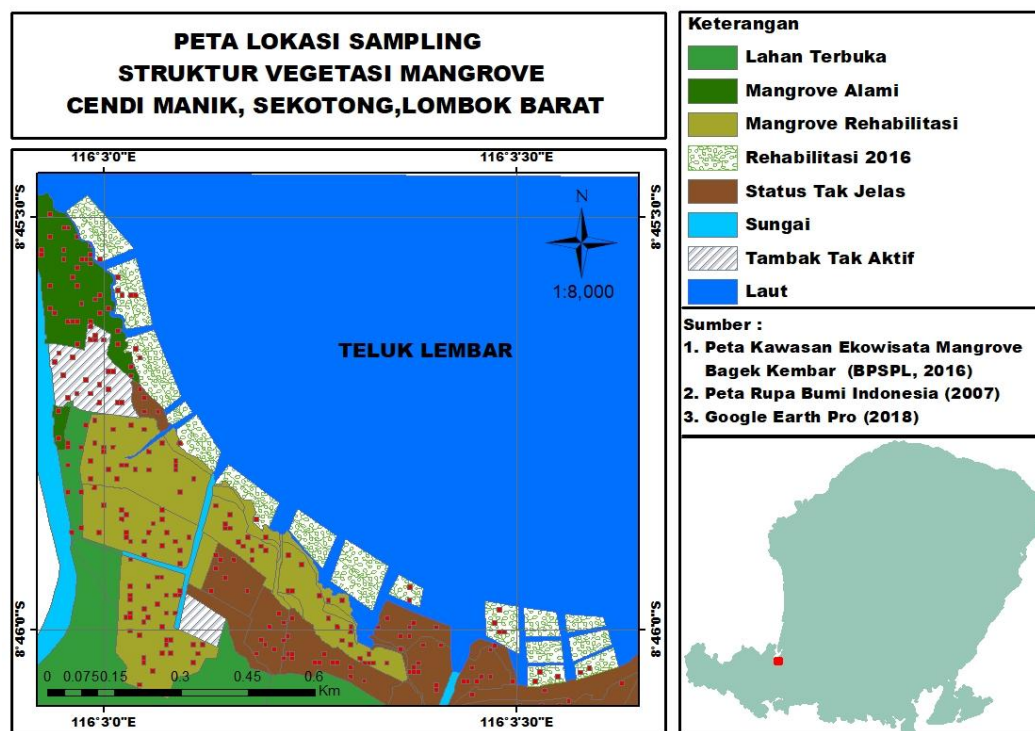 PETA LOKASI SAMPLING
STRUKTUR VEGETASI MANGROVE
CENDI MANIK, SEKOTONG,LOMBOK BARAT
116°3'0"E
116°3'30"E
8°45'30"S
8°45'30"S
N
1:8,000
TELUK LEMBAR
8°46'0"S
8°46'0"S
0 0.075 0.15 0.3 0.45 0.6
Km
116°3'0"E
116°3'30"E
Keterangan
Lahan Terbuka
Mangrove Alami
Mangrove Rehabilitasi
Rehabilitasi 2016
Status Tak Jelas
Sungai
Tambak Tak Aktif
Laut
Sumber :
1. Peta Kawasan Ekowisata Mangrove
Bagek Kembar (BPSPL, 2016)
2. Peta Rupa Bumi Indonesia (2007)
3. Google Earth Pro (2018)